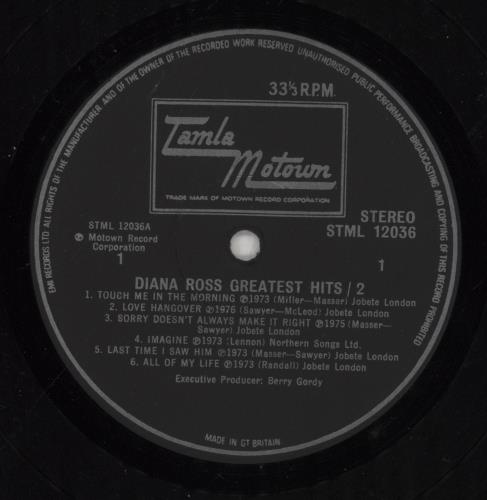 EMI RECORDS LTD ALL RIGHTS OF THE MANUFACTURER AND OF THE OWNER OF THE RECORDED WORK RESERVED UNAUTHORISED PUBLIC PERFORMANCE BROADCASTING AND COPYING OF THIS RECORD PROHIBITED
33⅓ R.P.M.
Tamla
Motown
TRADE MARK OF MOTOWN RECORD CORPORATION
STML 12036A
℗ Motown Record
Corporation
1
STEREO
STML 12036
1
DIANA ROSS GREATEST HITS / 2
1. TOUCH ME IN THE MORNING ℗1973 (Miller—Masser) Jobete London
2. LOVE HANGOVER ℗1976 (Sawyer—McLeod) Jobete London
3. SORRY DOESN'T ALWAYS MAKE IT RIGHT ℗1975 (Masser—
Sawyer) Jobete London
4. IMAGINE ℗1973 (Lennon) Northern Songs Ltd.
5. LAST TIME I SAW HIM ℗1973 (Masser—Sawyer) Jobete London
6. ALL OF MY LIFE ℗1973 (Randall) Jobete London
Executive Producer: Berry Gordy
MADE IN GT BRITAIN